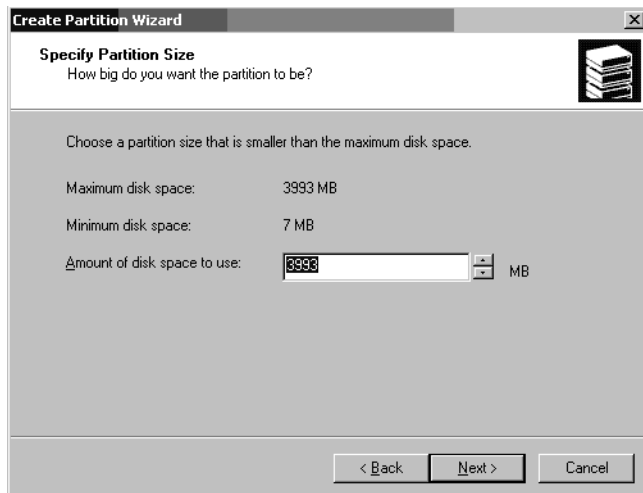 Create Partition Wizard
Specify Partition Size
How big do you want the partition to be?
Choose a partition size that is smaller than the maximum disk space.
Maximum disk space: 3993 MB
Minimum disk space: 7 MB
Amount of disk space to use: 3993 MB
< Back Next > Cancel